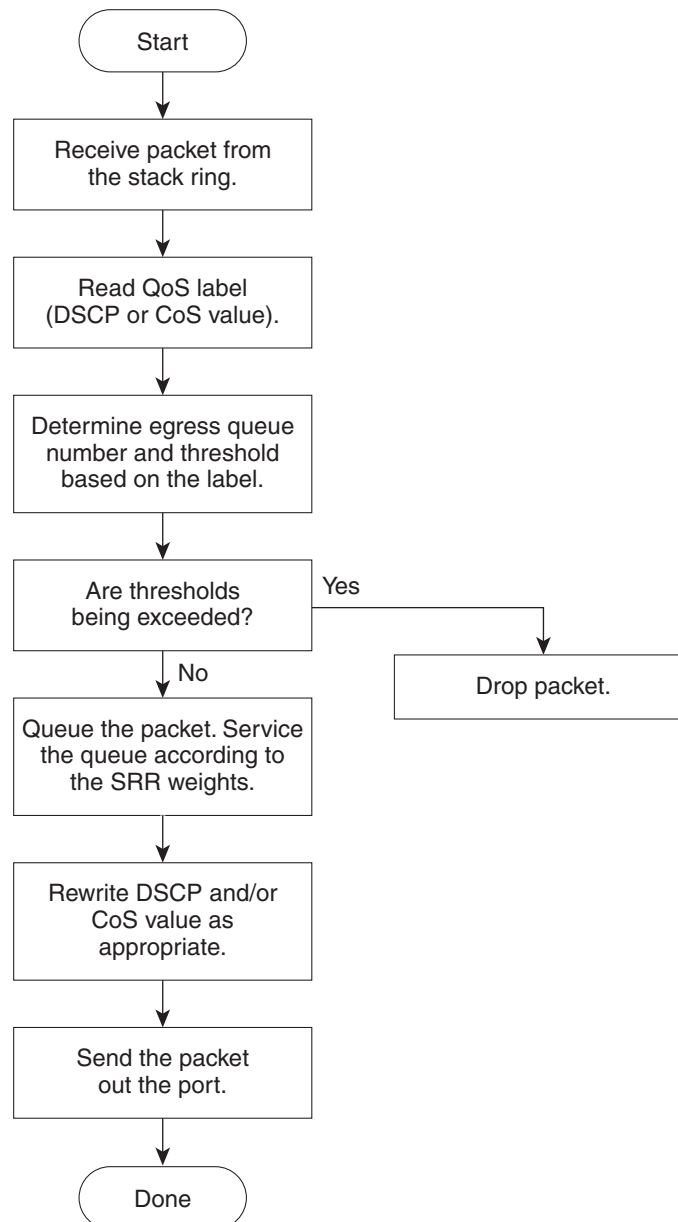 Start
Receive packet from
the stack ring.
Read QoS label
(DSCP or CoS value).
Determine egress queue
number and threshold
based on the label.
Are thresholds
being exceeded?
Yes
Drop packet.
No
Queue the packet. Service
the queue according to
the SRR weights.
Rewrite DSCP and/or
CoS value as
appropriate.
Send the packet
out the port.
Done